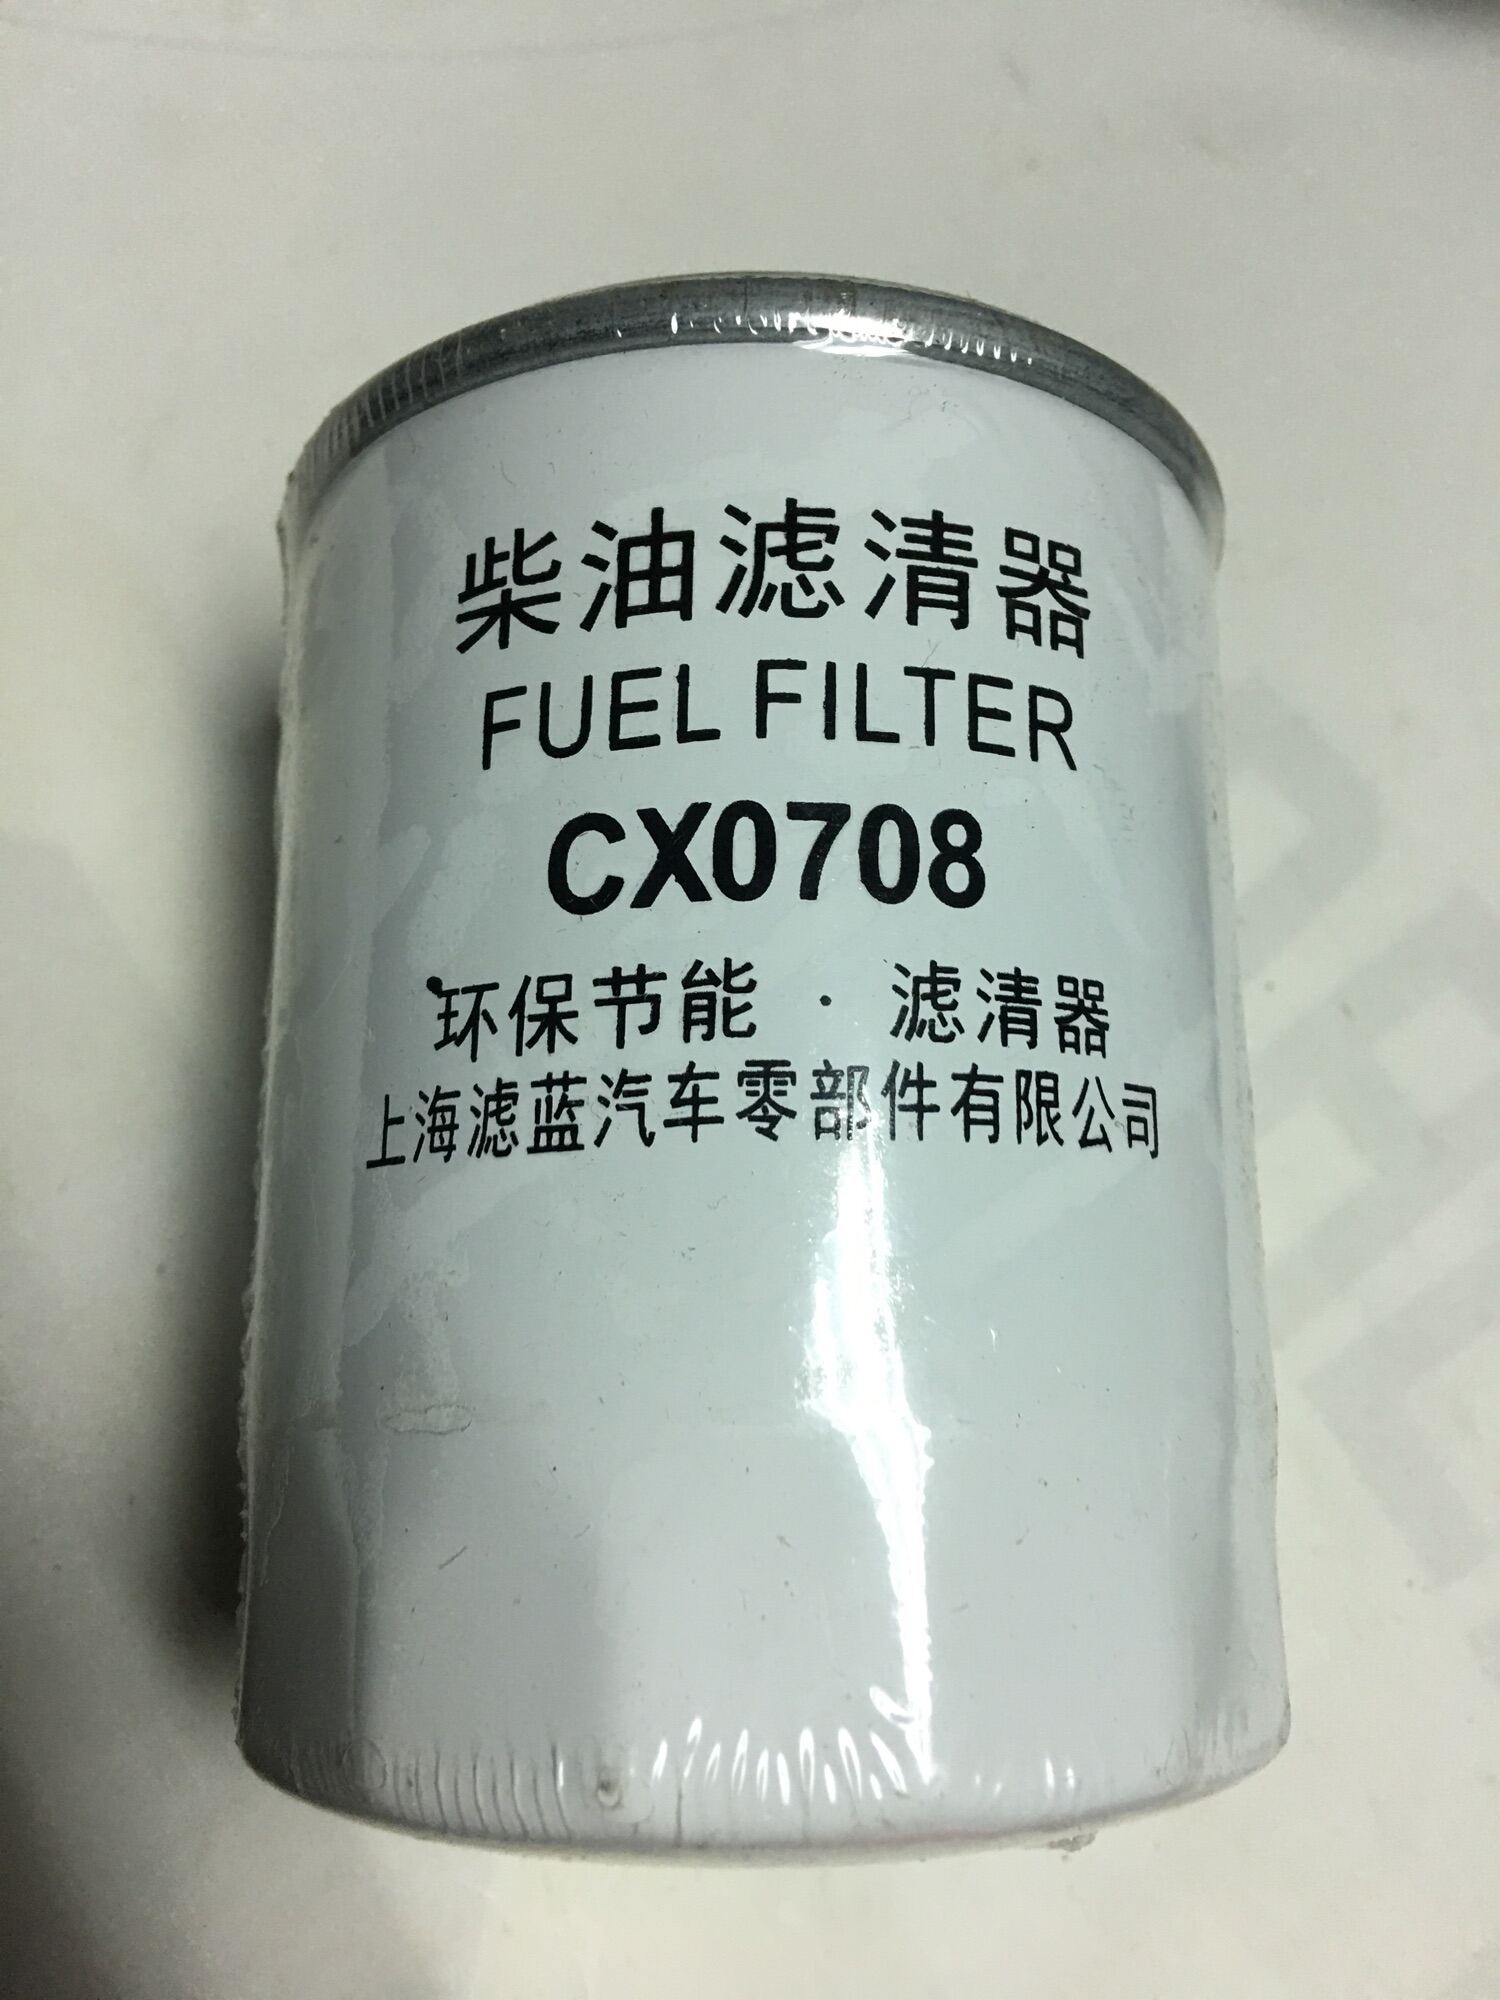 柴油滤清器
FUEL FILTER
CX0708
环保节能 · 滤清器
上海滤蓝汽车零部件有限公司